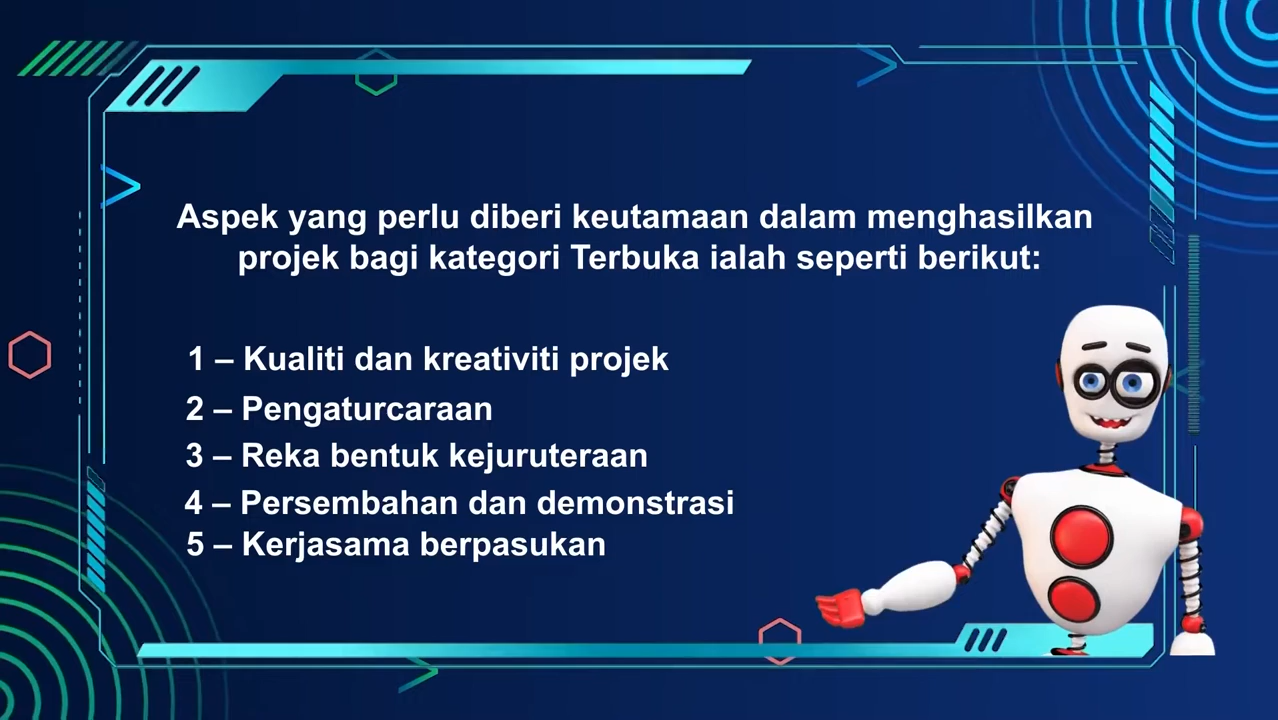 Aspek yang perlu diberi keutamaan dalam menghasilkan
projek bagi kategori Terbuka ialah seperti berikut:
1 – Kualiti dan kreativiti projek
2 – Pengaturcaraan
3 – Reka bentuk kejuruteraan
4 – Persembahan dan demonstrasi
5 – Kerjasama berpasukan